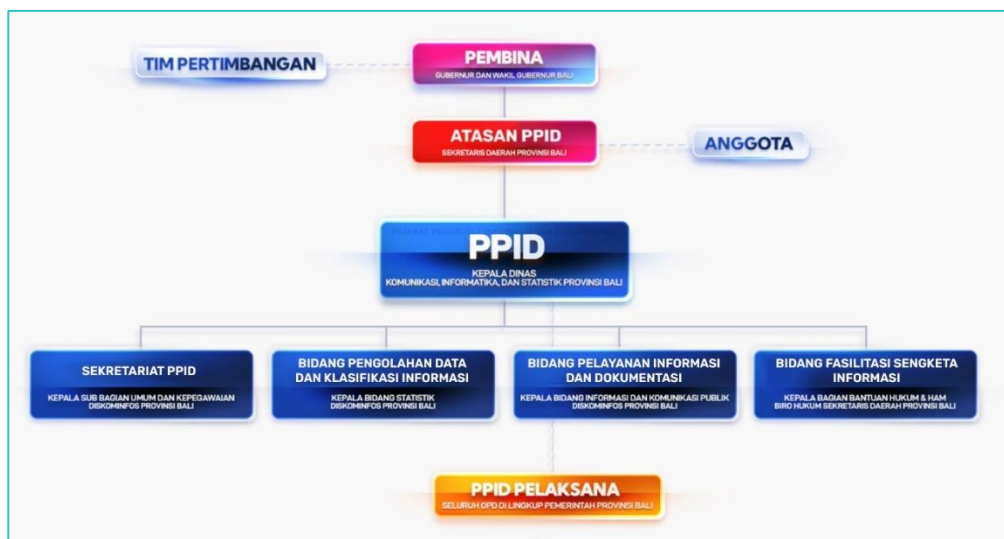 TIM PERTIMBANGAN
PEMBINA
GUBERNUR DAN WAKIL GUBERNUR BALI
ATASAN PPID
SEKRETARIS DAERAH PROVINSI BALI
ANGGOTA
PPID
KEPALA DINAS
KOMUNIKASI, INFORMATIKA, DAN STATISTIK PROVINSI BALI
SEKRETARIAT PPID
KEPALA SUB BAGIAN UMUM DAN KEPEGAWAIAN
DISKOMINFOS PROVINSI BALI
BIDANG PENGOLAHAN DATA
DAN KLASIFIKASI INFORMASI
KEPALA BIDANG STATISTIK
DISKOMINFOS PROVINSI BALI
BIDANG PELAYANAN INFORMASI
DAN DOKUMENTASI
KEPALA BIDANG INFORMASI DAN KOMUNIKASI PUBLIK
DISKOMINFOS PROVINSI BALI
BIDANG FASILITASI SENGKETA
INFORMASI
KEPALA BAGIAN BANTUAN HUKUM & HAM
BIRO HUKUM SEKRETARIS DAERAH PROVINSI BALI
PPID PELAKSANA
SELURUH OPD DI LINGKUP PEMERINTAH PROVINSI BALI